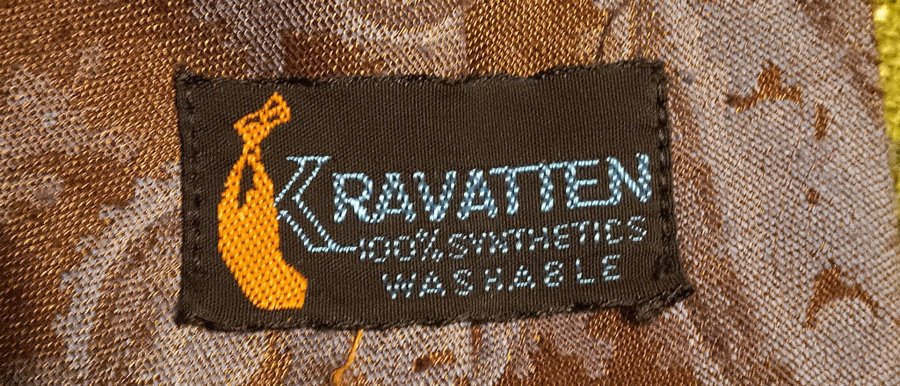 KRAVATTEN
100% SYNTHETICS
WASHABLE